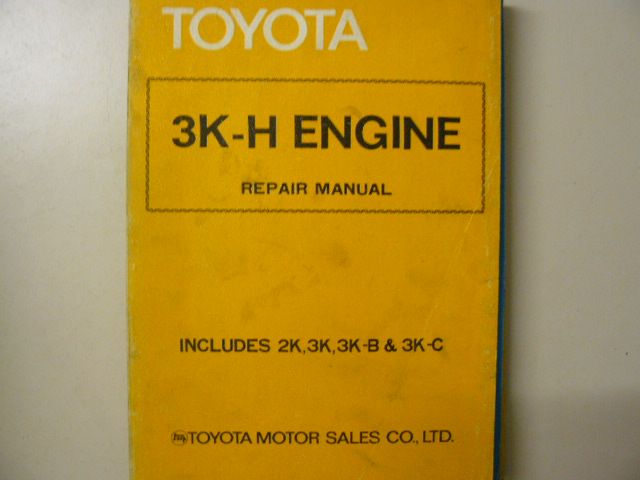 TOYOTA
3K-H ENGINE
REPAIR MANUAL
INCLUDES 2K,3K,3K-B & 3K-C
TOYOTA MOTOR SALES CO., LTD.